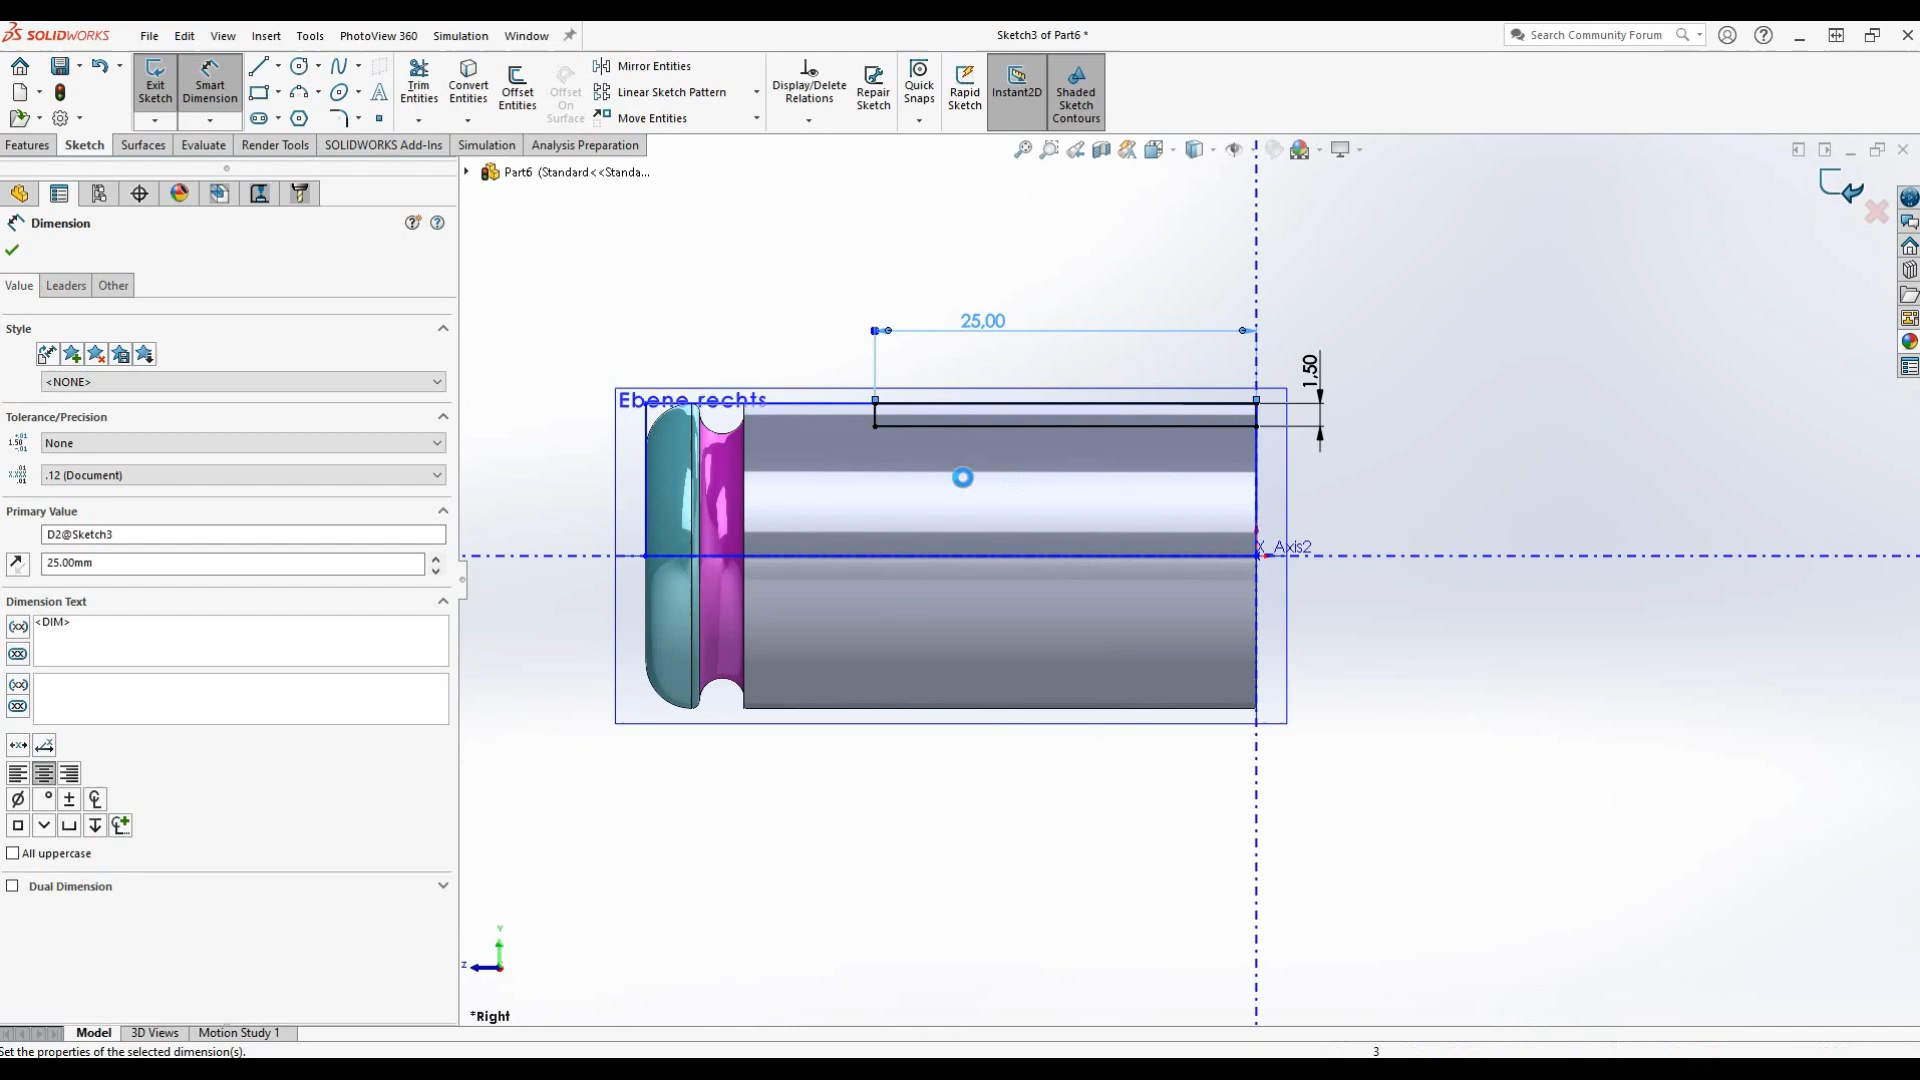 SOLIDWORKS
File Edit View Insert Tools PhotoView 360 Simulation Window
Sketch3 of Part6 *
Search Community Forum
Exit Sketch
Smart Dimension
Trim Entities
Convert Entities
Offset Entities
Offset On Surface
Mirror Entities
Linear Sketch Pattern
Move Entities
Display/Delete Relations
Repair Sketch
Quick Snaps
Rapid Sketch
Instant2D
Shaded Sketch Contours
Features Sketch Surfaces Evaluate Render Tools SOLIDWORKS Add-Ins Simulation Analysis Preparation
Part6 (Standard<<Standa...
Dimension
Value Leaders Other
Style
<NONE>
Tolerance/Precision
None
.12 (Document)
Primary Value
D2@Sketch3
25.00mm
Dimension Text
<DIM>
All uppercase
Dual Dimension
25,00
1,50
Ebene rechts
X_Axis2
Y
Z
*Right
Model 3D Views Motion Study 1
Set the properties of the selected dimension(s).
3